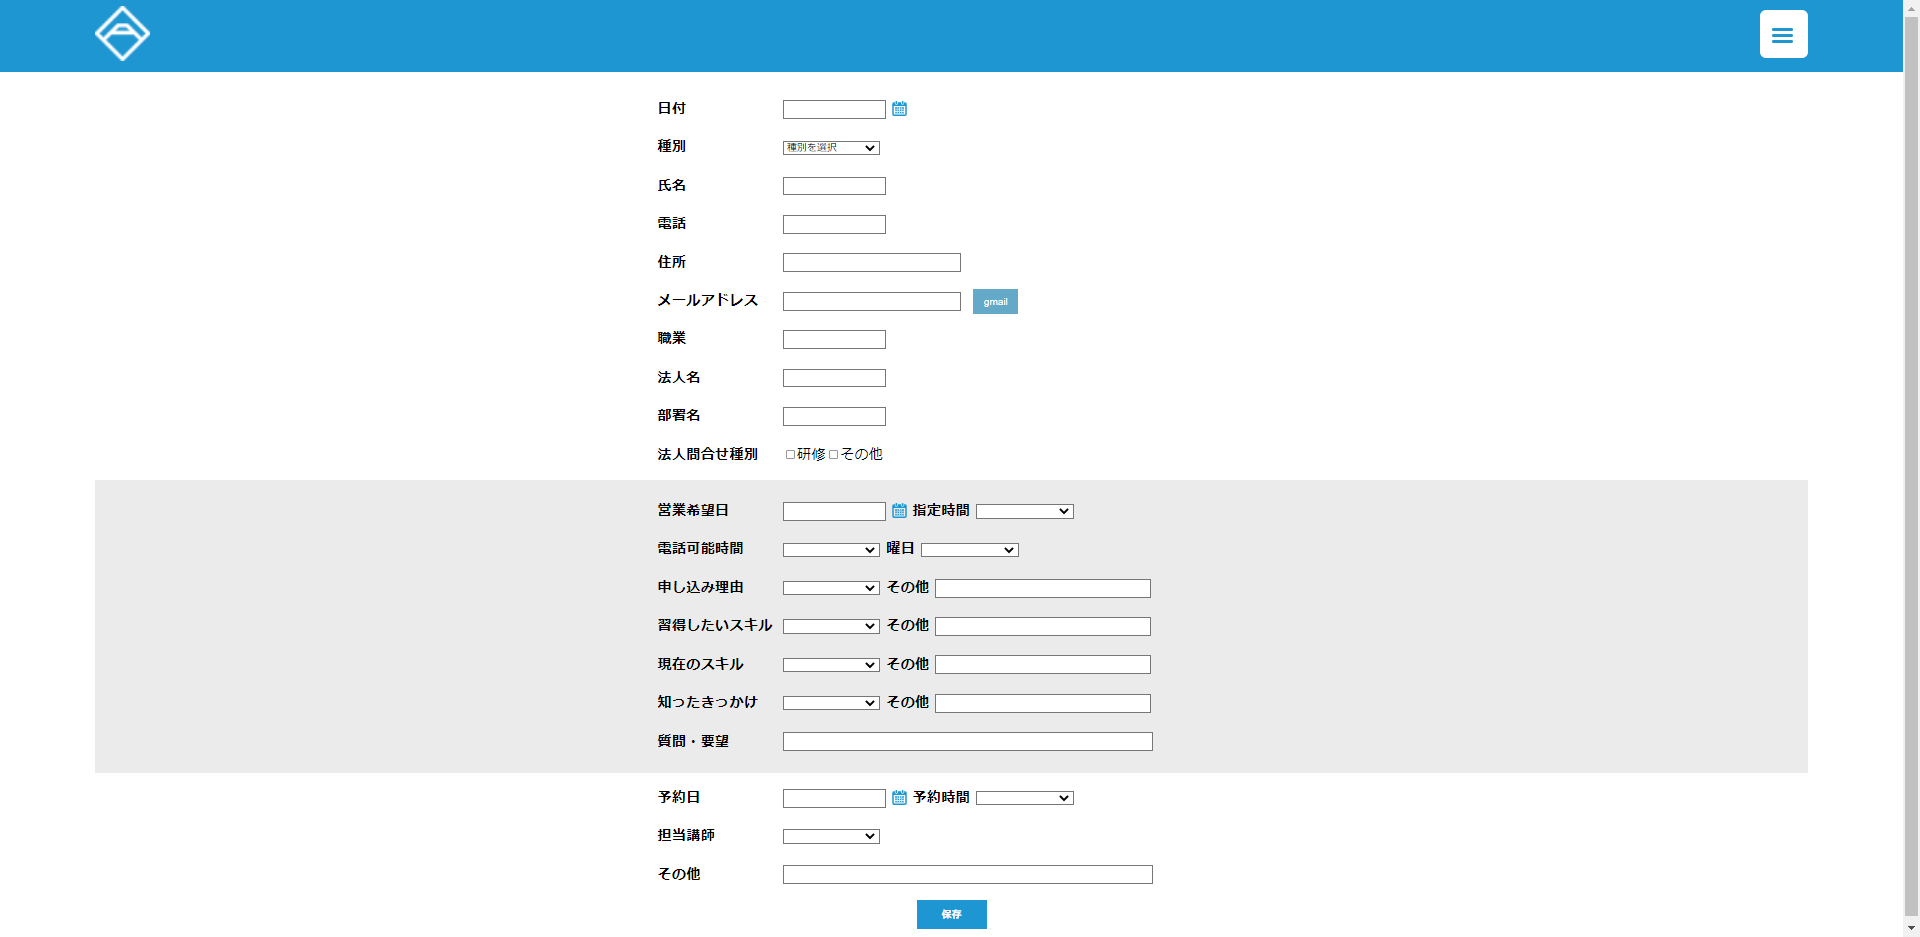 日付
種別 種別を選択
氏名
電話
住所
メールアドレス gmail
職業
法人名
部署名
法人問合せ種別 研修 その他
営業希望日 指定時間
電話可能時間 曜日
申し込み理由 その他
習得したいスキル その他
現在のスキル その他
知ったきっかけ その他
質問・要望
予約日 予約時間
担当講師
その他
保存